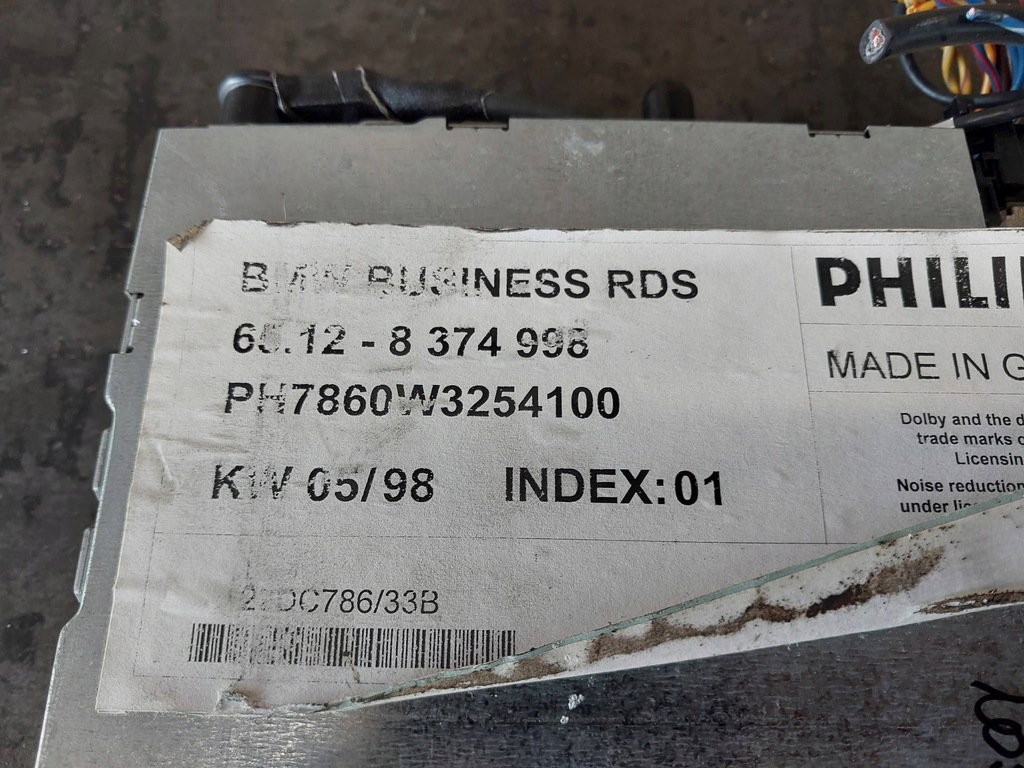 BMW BUSINESS RDS
65.12 - 8 374 998
PH7860W3254100
KW 05/98 INDEX:01
22DC786/33B
PHILI
MADE IN G
Dolby and the d
trade marks o
Licensin
Noise reduction
under lic